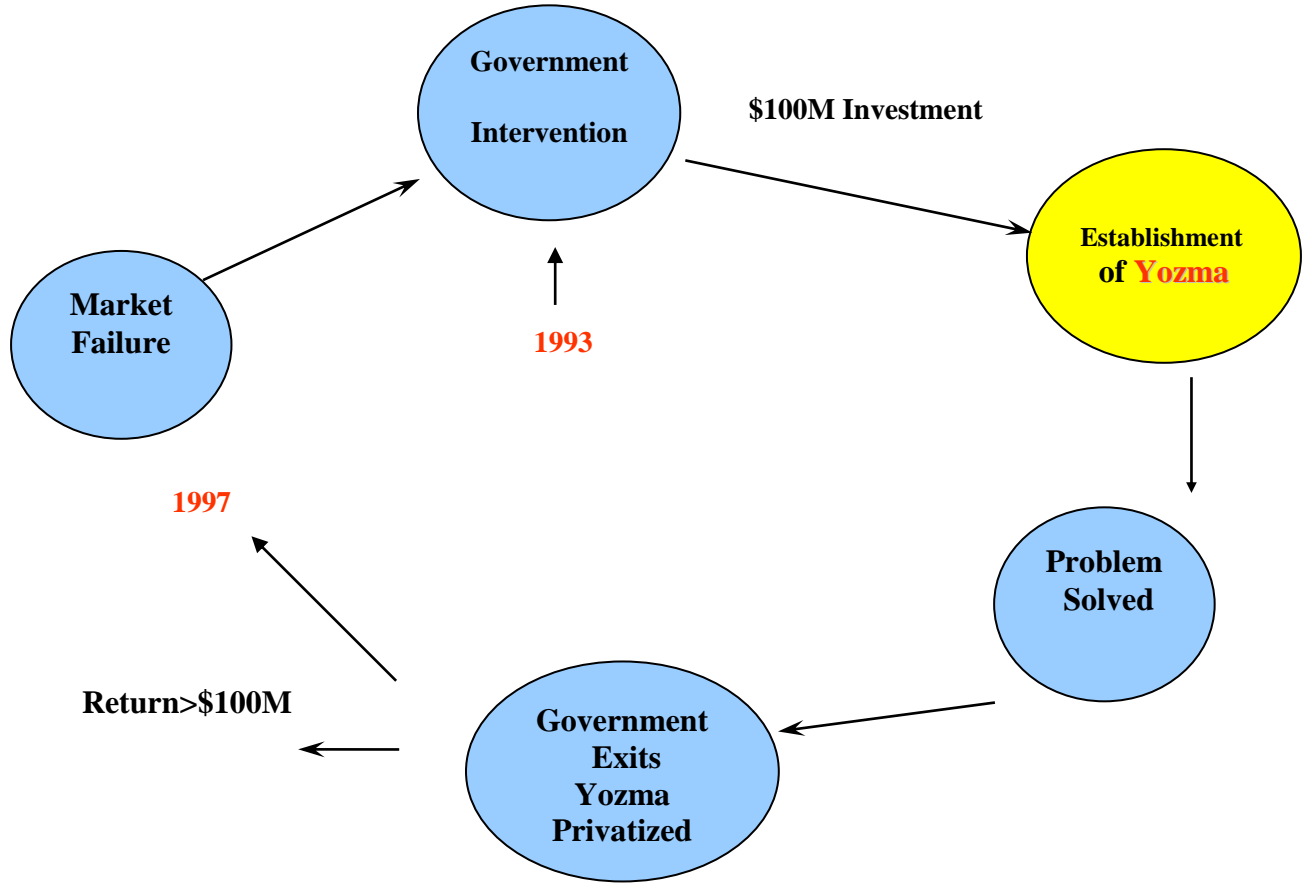 Government
Intervention
$100M Investment
Establishment
of Yozma
Market
Failure
1993
1997
Problem
Solved
Return>$100M
Government
Exits
Yozma
Privatized